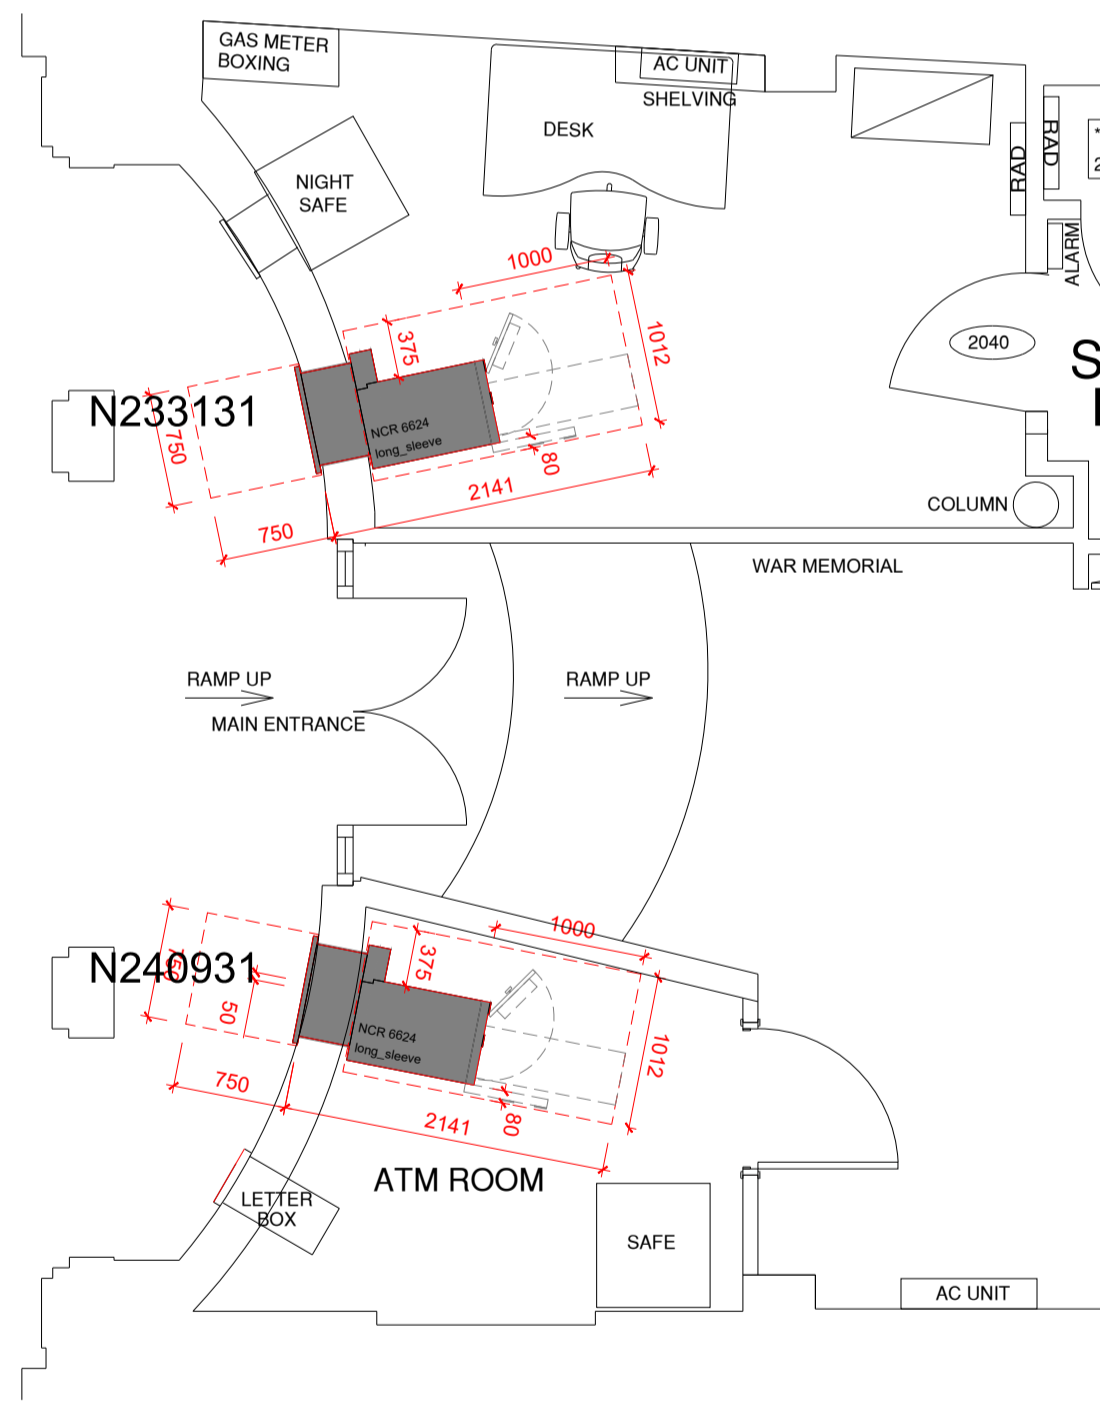 GAS METER
BOXING
AC UNIT
SHELVING
DESK
NIGHT
SAFE
RAD
RAD
*
2
ALARM
1000
375
1012
2040
S
N233131
750
NCR 6624
long_sleeve
80
2141
750
COLUMN
WAR MEMORIAL
RAMP UP
RAMP UP
MAIN ENTRANCE
1000
375
N240931
750
50
NCR 6624
long_sleeve
1012
750
80
2141
ATM ROOM
LETTER
BOX
SAFE
AC UNIT